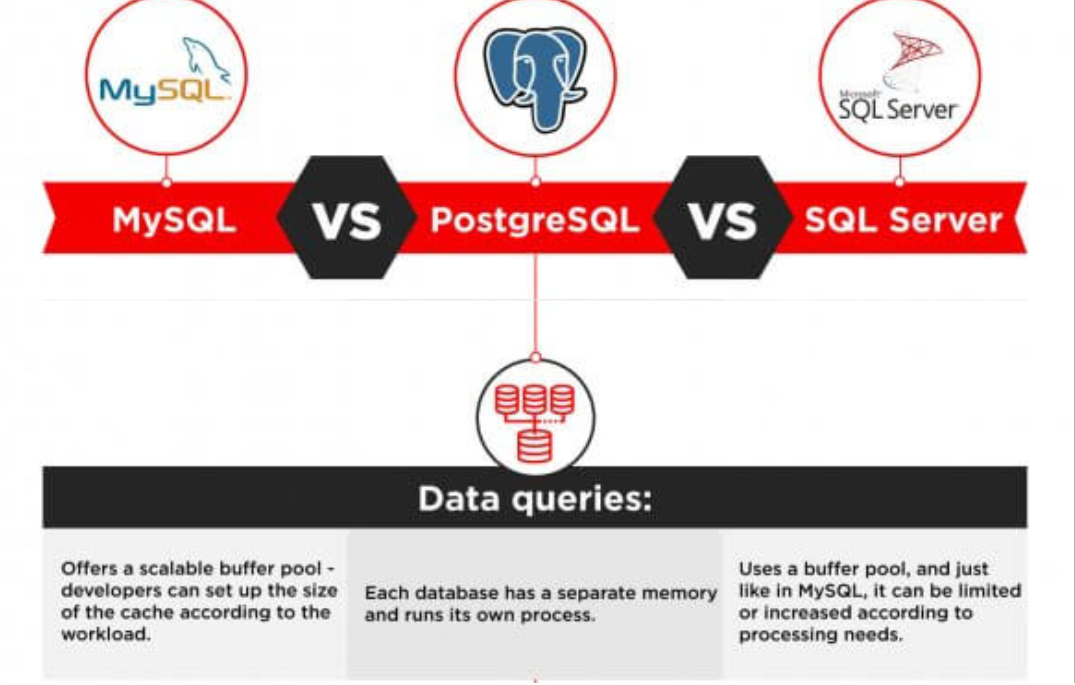 MySQL
Microsoft
SQL Server
MySQL
VS
PostgreSQL
VS
SQL Server
Data queries:
Offers a scalable buffer pool -
developers can set up the size
of the cache according to the
workload.
Each database has a separate memory
and runs its own process.
Uses a buffer pool, and just
like in MySQL, it can be limited
or increased according to
processing needs.